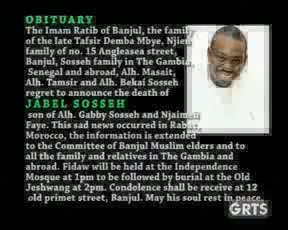 OBITUARY
The Imam Ratib of Banjul, the family
of the late Tafsir Demba Mbye, Njien
family of no. 15 Angleasea street,
Banjul, Sosseh family in The Gambia,
Senegal and abroad, Alh. Masait,
Alh. Tamsir and Alh. Bekai Sosseh
regret to announce the death of
JABEL SOSSEH
son of Alh. Gabby Sosseh and Njaimeh
Faye. This sad news occurred in Rabat,
Morocco, the information is extended
to the Committee of Banjul Muslim elders and to
all the family and relatives in The Gambia and
abroad. Fidaw will be held at the Independence
Mosque at 1pm to be followed by burial at the Old
Jeshwang at 2pm. Condolence shall be receive at 12
old primet street, Banjul. May his soul rest in peace.
GRTS